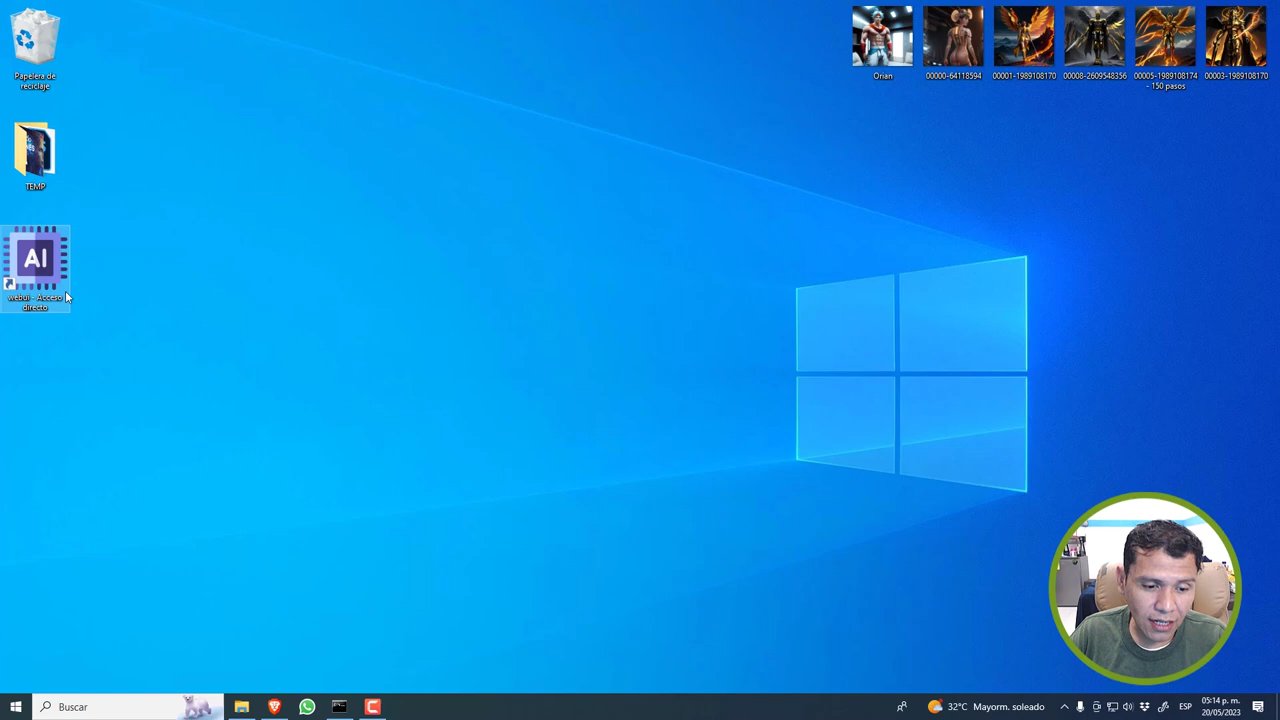 Papelera de
reciclaje
Orian
00000-64118594
00001-1989108170
00008-2609548356
00005-1989108174
- 150 pasos
00003-1989108170
TEMP
AI
webui - Acceso
directo
Buscar
32°C Mayorm. soleado
ESP
05:14 p. m.
20/05/2023